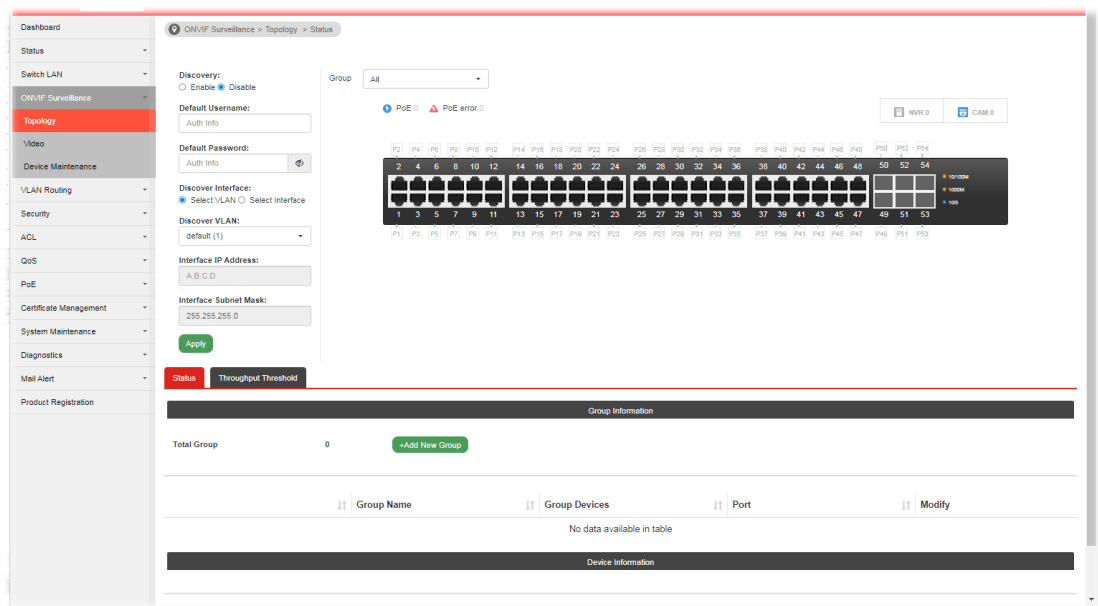 Dashboard
Status
Switch LAN
ONVIF Surveillance
Topology
Video
Device Maintenance
VLAN Routing
Security
ACL
QoS
PoE
Certificate Management
System Maintenance
Diagnostics
Mail Alert
Product Registration
ONVIF Surveillance > Topology > Status
Discovery:
Enable Disable
Default Username:
Auth Info
Default Password:
Auth Info
Discover Interface:
Select VLAN Select Interface
Discover VLAN:
default (1)
Interface IP Address:
A.B.C.D
Interface Subnet Mask:
255.255.255.0
Apply
Group All
PoE 0 PoE error 0
NVR 0 CAM 0
P2 P4 P6 P8 P10 P12 P14 P16 P18 P20 P22 P24 P26 P28 P30 P32 P34 P36 P38 P40 P42 P44 P46 P48 P50 P52 P54
2 4 6 8 10 12 14 16 18 20 22 24 26 28 30 32 34 36 38 40 42 44 46 48 50 52 54
10/100M
1000M
10G
1 3 5 7 9 11 13 15 17 19 21 23 25 27 29 31 33 35 37 39 41 43 45 47 49 51 53
P1 P3 P5 P7 P9 P11 P13 P15 P17 P19 P21 P23 P25 P27 P29 P31 P33 P35 P37 P39 P41 P43 P45 P47 P49 P51 P53
Status Throughput Threshold
Group Information
Total Group 0 +Add New Group
Group Name Group Devices Port Modify
No data available in table
Device Information